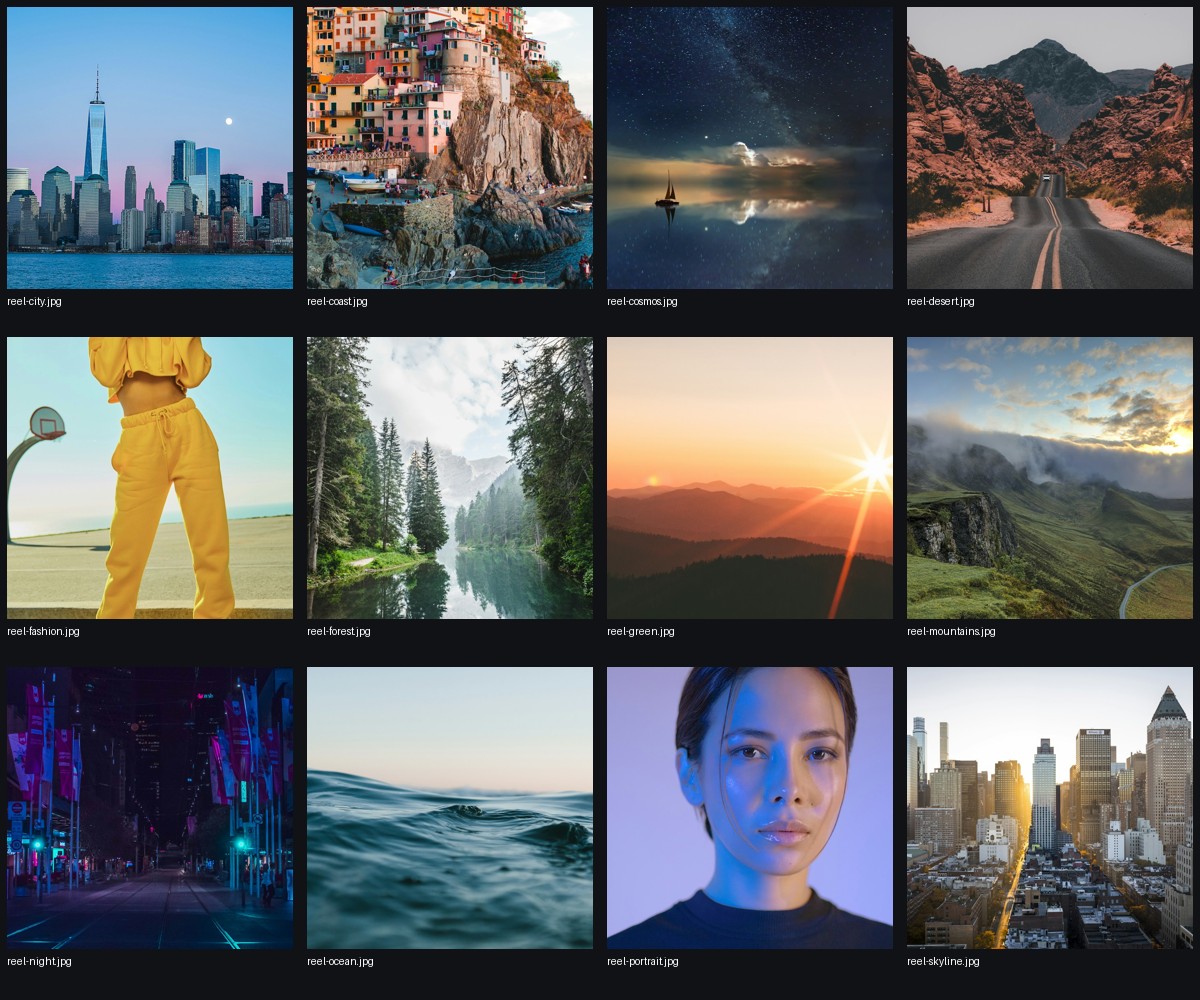 reel-city.jpg
reel-coast.jpg
reel-cosmos.jpg
reel-desert.jpg
reel-fashion.jpg
reel-forest.jpg
reel-green.jpg
reel-mountains.jpg
reel-night.jpg
reel-ocean.jpg
reel-portrait.jpg
reel-skyline.jpg